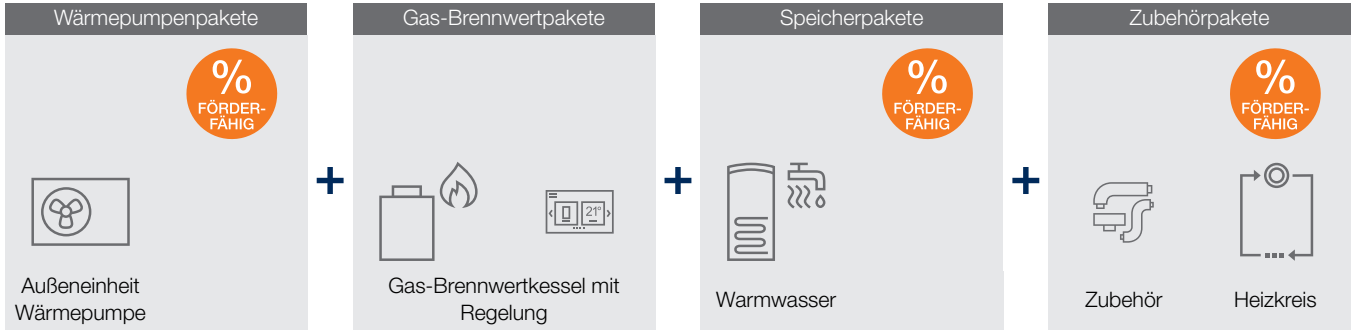 Wärmepumpenpakete
Gas-Brennwertpakete
Speicherpakete
Zubehörpakete
%
FÖRDER-
FÄHIG
%
FÖRDER-
FÄHIG
%
FÖRDER-
FÄHIG
+
+
+
21°
Außeneinheit
Wärmepumpe
Gas-Brennwertkessel mit
Regelung
Warmwasser
Zubehör
Heizkreis